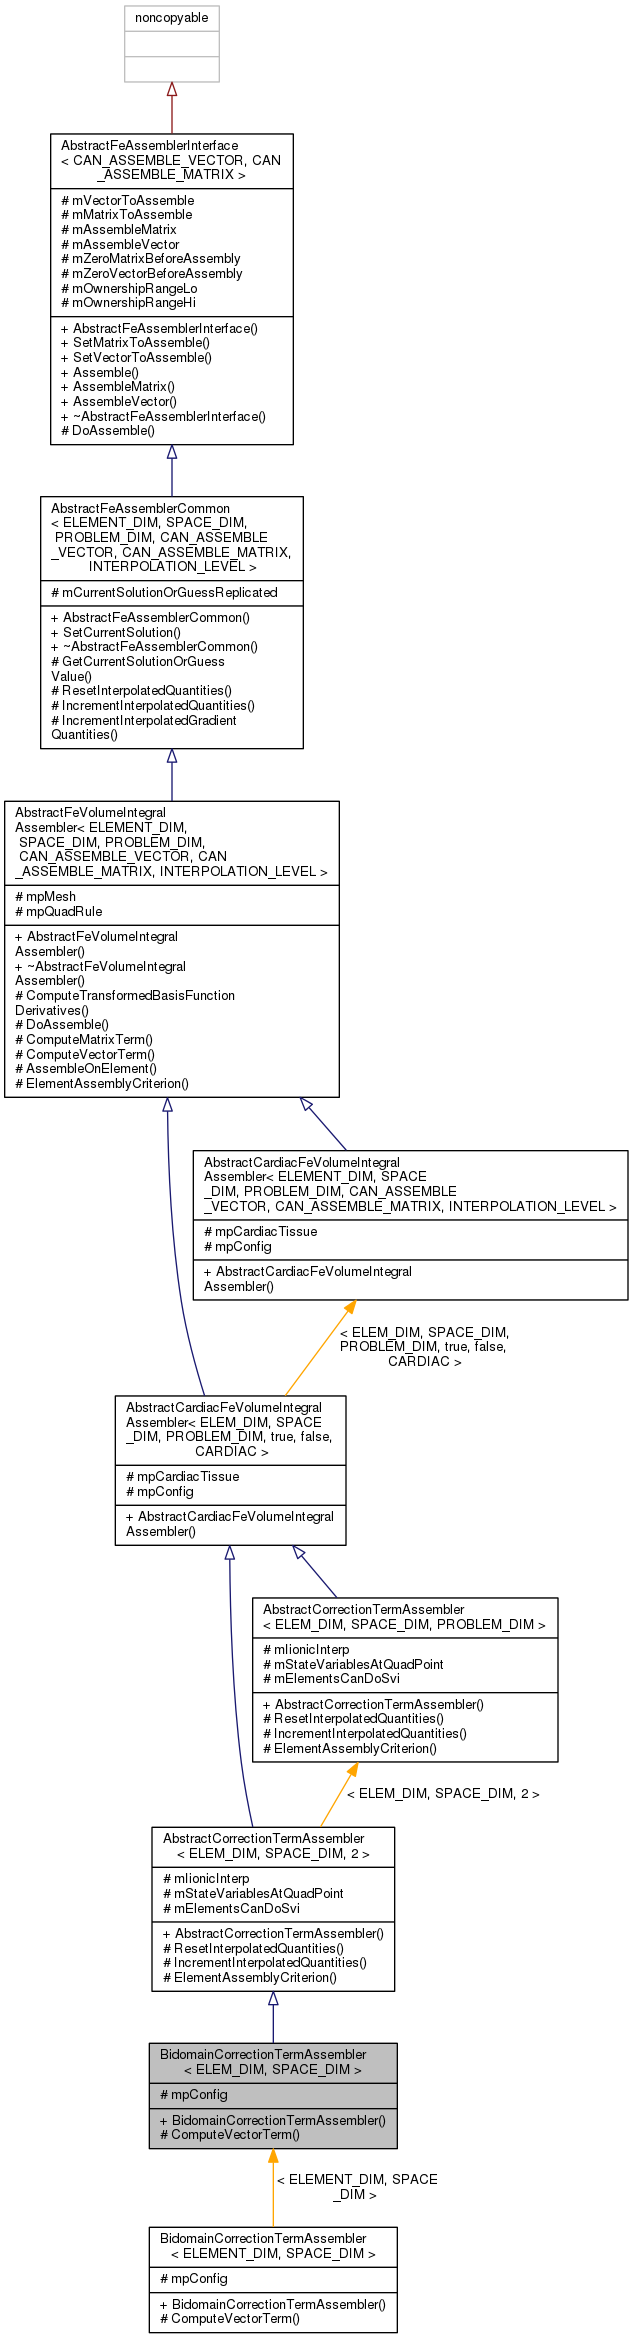 noncopyable
AbstractFeAssemblerInterface
< CAN_ASSEMBLE_VECTOR, CAN
_ASSEMBLE_MATRIX >
# mVectorToAssemble
# mMatrixToAssemble
# mAssembleMatrix
# mAssembleVector
# mZeroMatrixBeforeAssembly
# mZeroVectorBeforeAssembly
# mOwnershipRangeLo
# mOwnershipRangeHi
+ AbstractFeAssemblerInterface()
+ SetMatrixToAssemble()
+ SetVectorToAssemble()
+ Assemble()
+ AssembleMatrix()
+ AssembleVector()
+ ~AbstractFeAssemblerInterface()
# DoAssemble()
AbstractFeAssemblerCommon
< ELEMENT_DIM, SPACE_DIM,
PROBLEM_DIM, CAN_ASSEMBLE
_VECTOR, CAN_ASSEMBLE_MATRIX,
INTERPOLATION_LEVEL >
# mCurrentSolutionOrGuessReplicated
+ AbstractFeAssemblerCommon()
+ SetCurrentSolution()
+ ~AbstractFeAssemblerCommon()
# GetCurrentSolutionOrGuess
Value()
# ResetInterpolatedQuantities()
# IncrementInterpolatedQuantities()
# IncrementInterpolatedGradient
Quantities()
AbstractFeVolumeIntegral
Assembler< ELEMENT_DIM,
SPACE_DIM, PROBLEM_DIM,
CAN_ASSEMBLE_VECTOR, CAN
_ASSEMBLE_MATRIX, INTERPOLATION_LEVEL >
# mpMesh
# mpQuadRule
+ AbstractFeVolumeIntegral
Assembler()
+ ~AbstractFeVolumeIntegral
Assembler()
# ComputeTransformedBasisFunction
Derivatives()
# DoAssemble()
# ComputeMatrixTerm()
# ComputeVectorTerm()
# AssembleOnElement()
# ElementAssemblyCriterion()
AbstractCardiacFeVolumeIntegral
Assembler< ELEMENT_DIM, SPACE
_DIM, PROBLEM_DIM, CAN_ASSEMBLE
_VECTOR, CAN_ASSEMBLE_MATRIX, INTERPOLATION_LEVEL >
# mpCardiacTissue
# mpConfig
+ AbstractCardiacFeVolumeIntegral
Assembler()
< ELEM_DIM, SPACE_DIM,
PROBLEM_DIM, true, false,
CARDIAC >
AbstractCardiacFeVolumeIntegral
Assembler< ELEM_DIM, SPACE
_DIM, PROBLEM_DIM, true, false,
CARDIAC >
# mpCardiacTissue
# mpConfig
+ AbstractCardiacFeVolumeIntegral
Assembler()
AbstractCorrectionTermAssembler
< ELEM_DIM, SPACE_DIM, PROBLEM_DIM >
# mIionicInterp
# mStateVariablesAtQuadPoint
# mElementsCanDoSvi
+ AbstractCorrectionTermAssembler()
# ResetInterpolatedQuantities()
# IncrementInterpolatedQuantities()
# ElementAssemblyCriterion()
< ELEM_DIM, SPACE_DIM, 2 >
AbstractCorrectionTermAssembler
< ELEM_DIM, SPACE_DIM, 2 >
# mIionicInterp
# mStateVariablesAtQuadPoint
# mElementsCanDoSvi
+ AbstractCorrectionTermAssembler()
# ResetInterpolatedQuantities()
# IncrementInterpolatedQuantities()
# ElementAssemblyCriterion()
BidomainCorrectionTermAssembler
< ELEM_DIM, SPACE_DIM >
# mpConfig
+ BidomainCorrectionTermAssembler()
# ComputeVectorTerm()
< ELEMENT_DIM, SPACE
_DIM >
BidomainCorrectionTermAssembler
< ELEMENT_DIM, SPACE_DIM >
# mpConfig
+ BidomainCorrectionTermAssembler()
# ComputeVectorTerm()